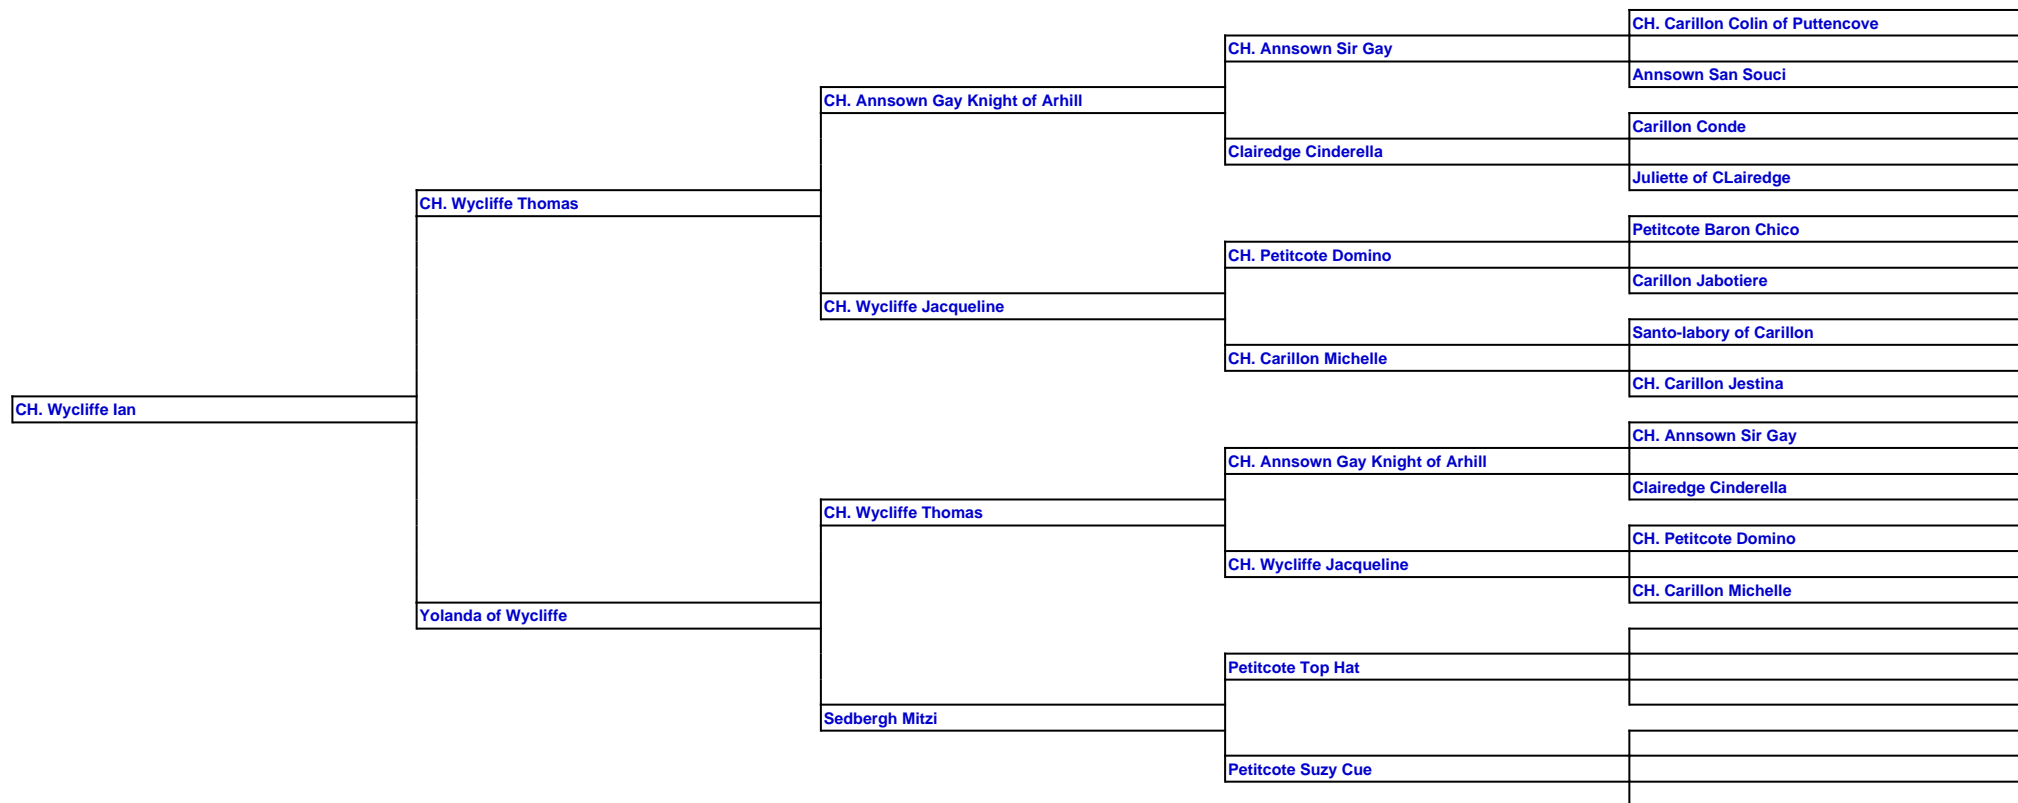 CH. Carillon Colin of Puttencove
CH. Annsown Sir Gay
Annsown San Souci
CH. Annsown Gay Knight of Arhill
Carillon Conde
Clairedge Cinderella
Juliette of CLairedge
CH. Wycliffe Thomas
Petitcote Baron Chico
CH. Petitcote Domino
Carillon Jabotiere
CH. Wycliffe Jacqueline
Santo-labory of Carillon
CH. Carillon Michelle
CH. Carillon Jestina
CH. Wycliffe Ian
CH. Annsown Sir Gay
CH. Annsown Gay Knight of Arhill
Clairedge Cinderella
CH. Wycliffe Thomas
CH. Petitcote Domino
CH. Wycliffe Jacqueline
CH. Carillon Michelle
Yolanda of Wycliffe
Petitcote Top Hat
Sedbergh Mitzi
Petitcote Suzy Cue